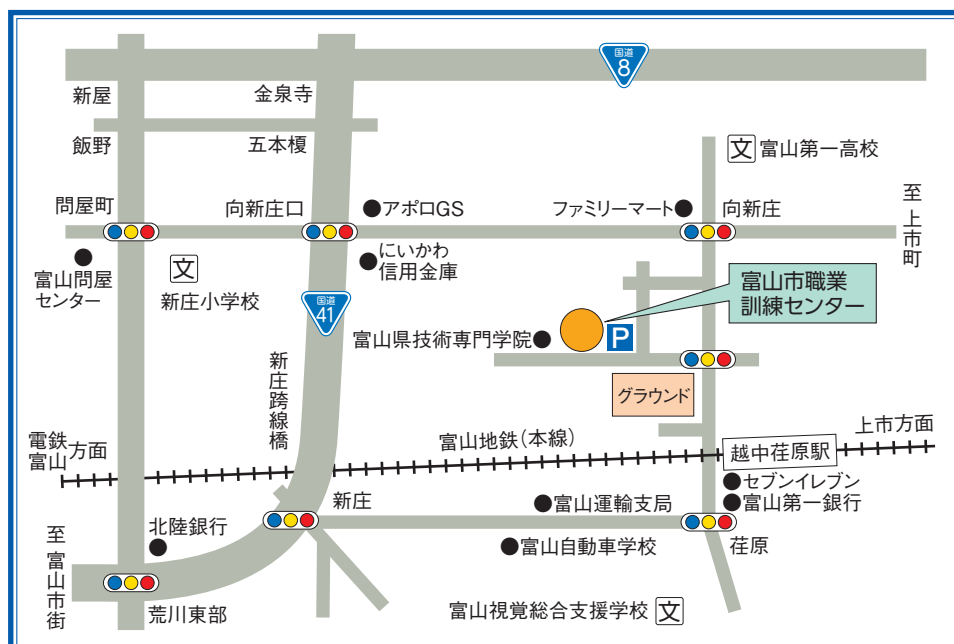 国道
8
新屋
金泉寺
飯野
五本榎
文
富山第一高校
問屋町
向新庄口
アポロGS
ファミリーマート
向新庄
至上市町
富山問屋
センター
文
新庄小学校
にいかわ
信用金庫
国道
41
富山市職業
訓練センター
富山県技術専門学院
P
新庄跨線橋
グラウンド
電鉄
富山
方面
富山地鉄(本線)
上市方面
越中荏原駅
セブンイレブン
富山第一銀行
新庄
富山運輸支局
北陸銀行
富山自動車学校
荏原
至富山市街
荒川東部
富山視覚総合支援学校
文